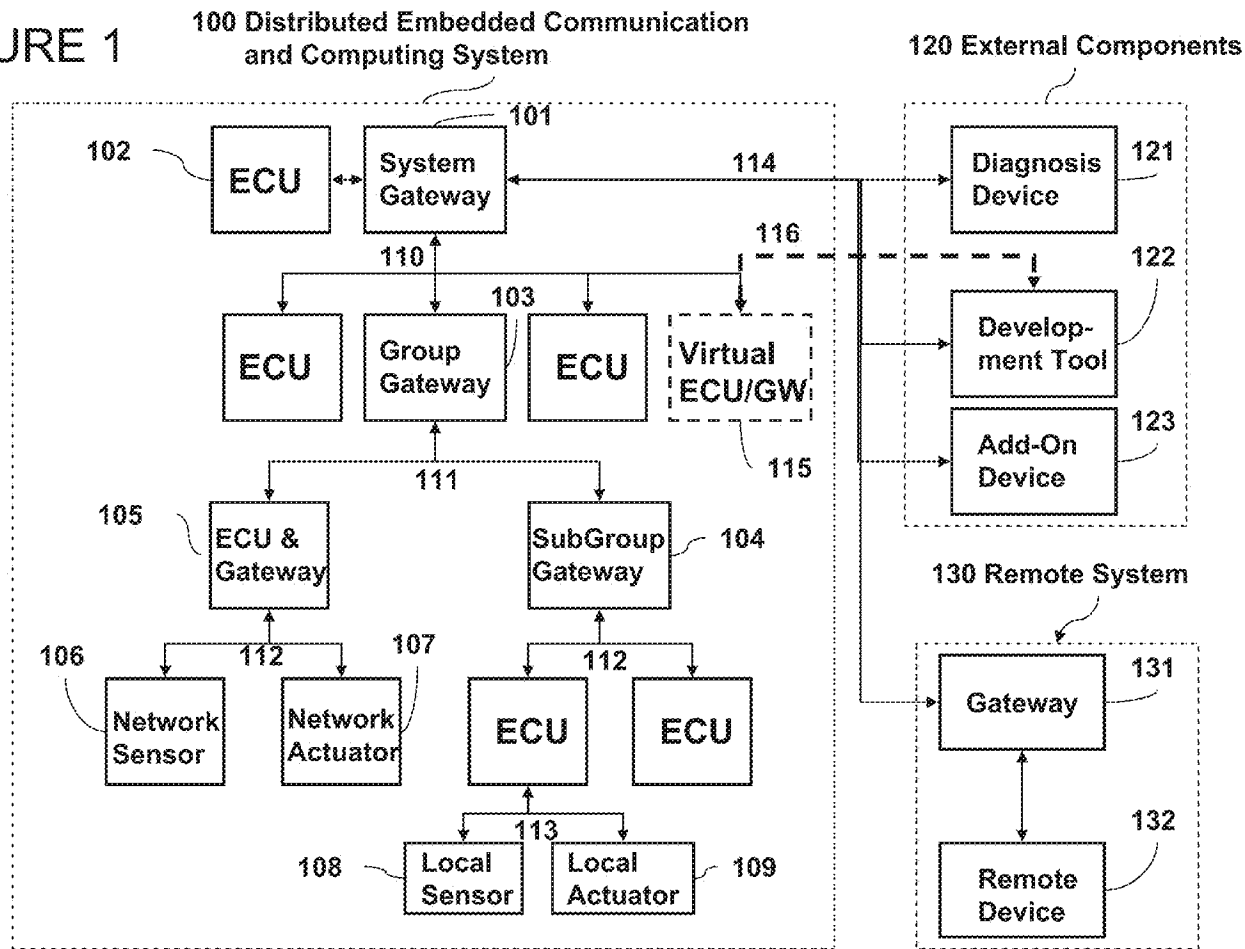 URE 1
100 Distributed Embedded Communication
and Computing System
120 External Components
101
102
ECU
System
Gateway
114
Diagnosis
Device
121
110
116
122
103
ECU
Group
Gateway
ECU
Virtual
ECU/GW
Develop-
ment Tool
123
115
Add-On
Device
111
105
ECU &
Gateway
SubGroup
Gateway
104
130 Remote System
106
112
107
112
131
Network
Sensor
Network
Actuator
ECU
ECU
Gateway
113
132
108
Local
Sensor
Local
Actuator
109
Remote
Device